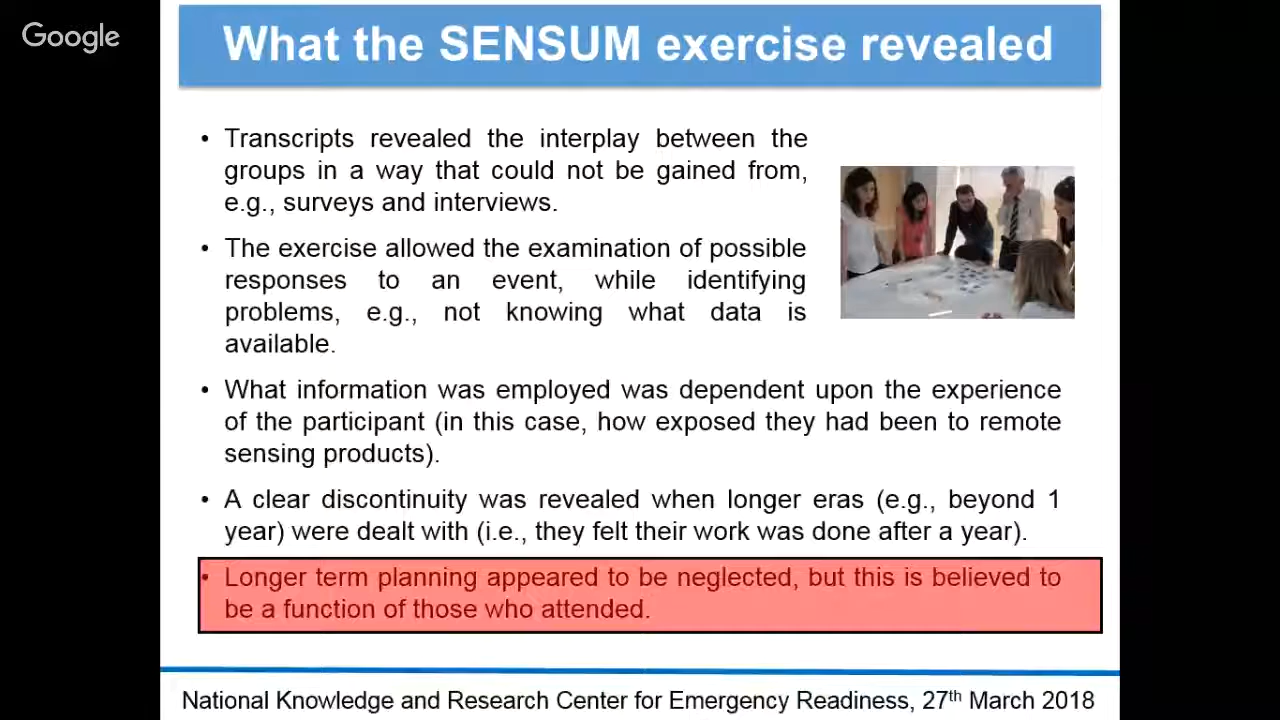 Google
What the SENSUM exercise revealed
• Transcripts revealed the interplay between the
groups in a way that could not be gained from,
e.g., surveys and interviews.
• The exercise allowed the examination of possible
responses to an event, while identifying
problems, e.g., not knowing what data is
available.
• What information was employed was dependent upon the experience
of the participant (in this case, how exposed they had been to remote
sensing products).
• A clear discontinuity was revealed when longer eras (e.g., beyond 1
year) were dealt with (i.e., they felt their work was done after a year).
• Longer term planning appeared to be neglected, but this is believed to
be a function of those who attended.
National Knowledge and Research Center for Emergency Readiness, 27th March 2018